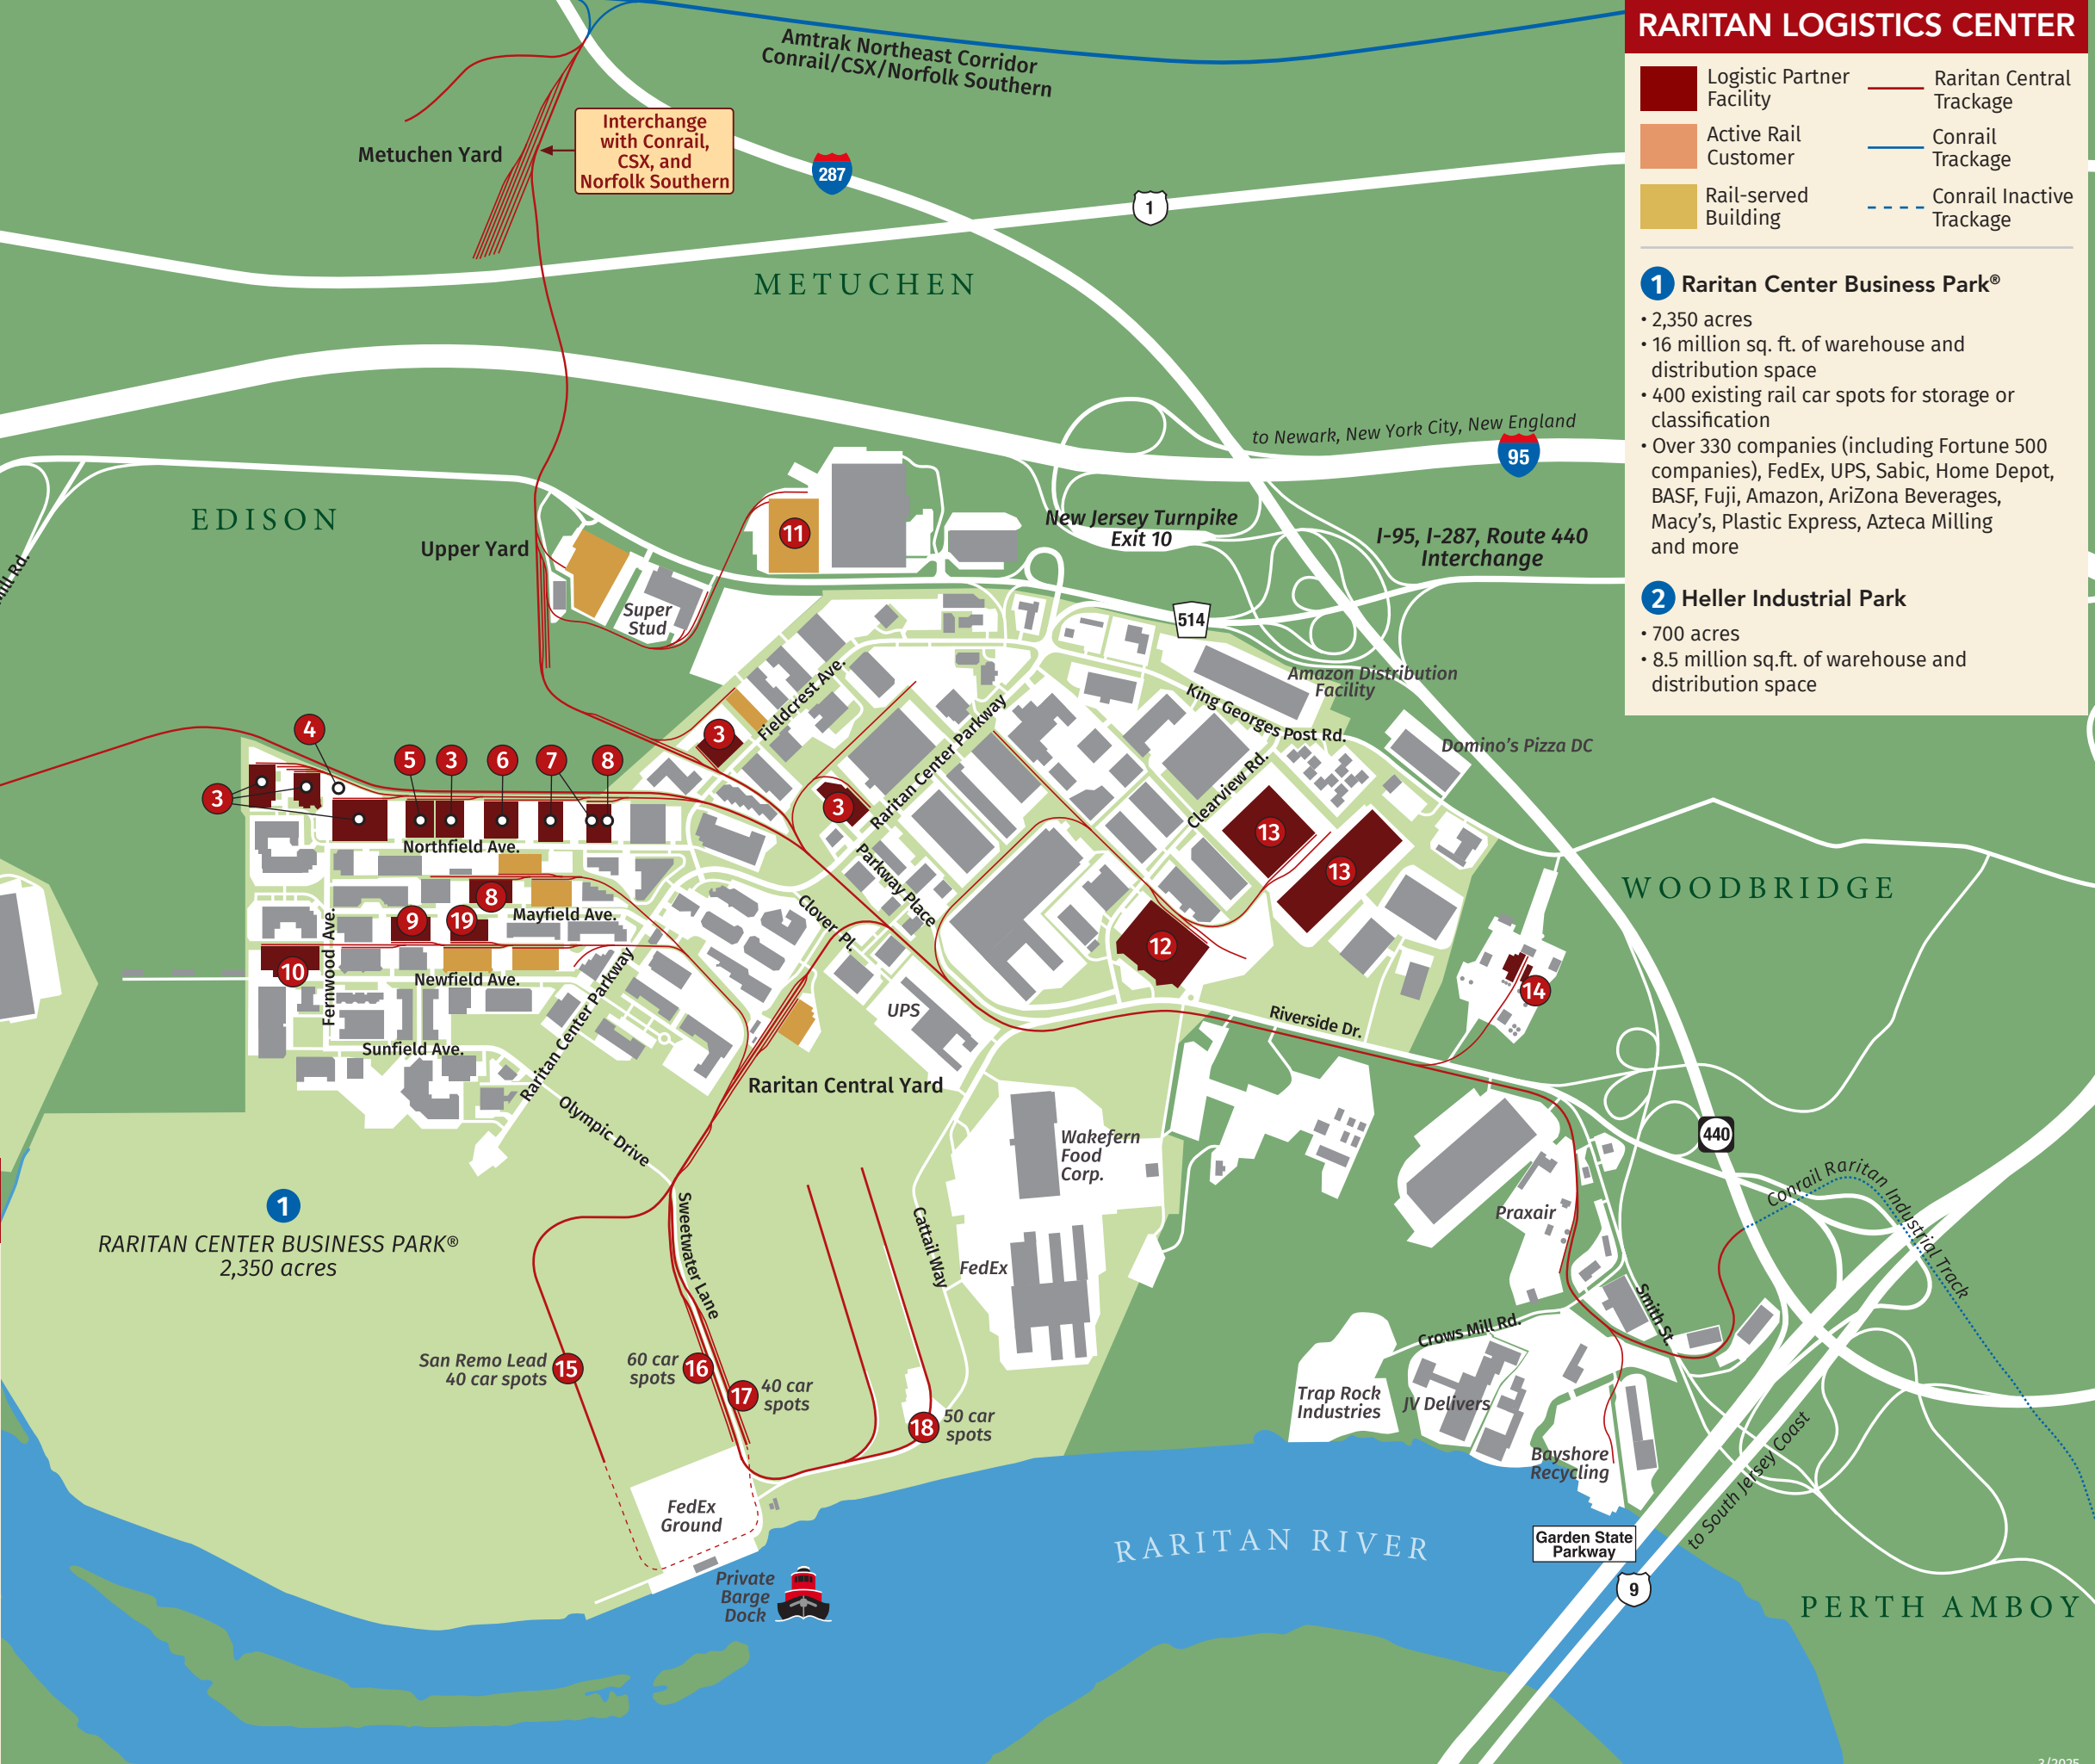 RARITAN LOGISTICS CENTER
Logistic Partner
Facility
Raritan Central
Trackage
Active Rail
Customer
Conrail
Trackage
Rail-served
Building
Conrail Inactive
Trackage
1 Raritan Center Business Park®
• 2,350 acres
• 16 million sq. ft. of warehouse and
distribution space
• 400 existing rail car spots for storage or
classification
• Over 330 companies (including Fortune 500
companies), FedEx, UPS, Sabic, Home Depot,
BASF, Fuji, Amazon, AriZona Beverages,
Macy’s, Plastic Express, Azteca Milling
and more
2 Heller Industrial Park
• 700 acres
• 8.5 million sq.ft. of warehouse and
distribution space
Amtrak Northeast Corridor
Conrail/CSX/Norfolk Southern
Interchange
with Conrail,
CSX, and
Norfolk Southern
Metuchen Yard
287
1
METUCHEN
to Newark, New York City, New England
95
EDISON
Upper Yard
11
New Jersey Turnpike
Exit 10
I-95, I-287, Route 440
Interchange
Super
Stud
514
Amazon Distribution
Facility
Fieldcrest Ave.
King Georges Post Rd.
Domino’s Pizza DC
4
3
5
3
6
7
8
3
3
Raritan Center Parkway
Clearview Rd.
13
13
Northfield Ave.
Parkway Place
8
Mayfield Ave.
9
19
Clover Pl.
WOODBRIDGE
12
10
Fernwood Ave.
Newfield Ave.
Raritan Center Parkway
14
UPS
Riverside Dr.
Sunfield Ave.
Raritan Central Yard
Olympic Drive
Wakefern
Food
Corp.
440
Conrail Raritan Industrial Track
1
RARITAN CENTER BUSINESS PARK®
2,350 acres
Sweetwater Lane
Cattail Way
FedEx
Praxair
Smith St.
Crows Mill Rd.
San Remo Lead
40 car spots
15
60 car
spots
16
17
40 car
spots
18
50 car
spots
Trap Rock
Industries
JV Delivers
Bayshore
Recycling
to South Jersey Coast
FedEx
Ground
RARITAN RIVER
Garden State
Parkway
9
Private
Barge
Dock
PERTH AMBOY
3/2025